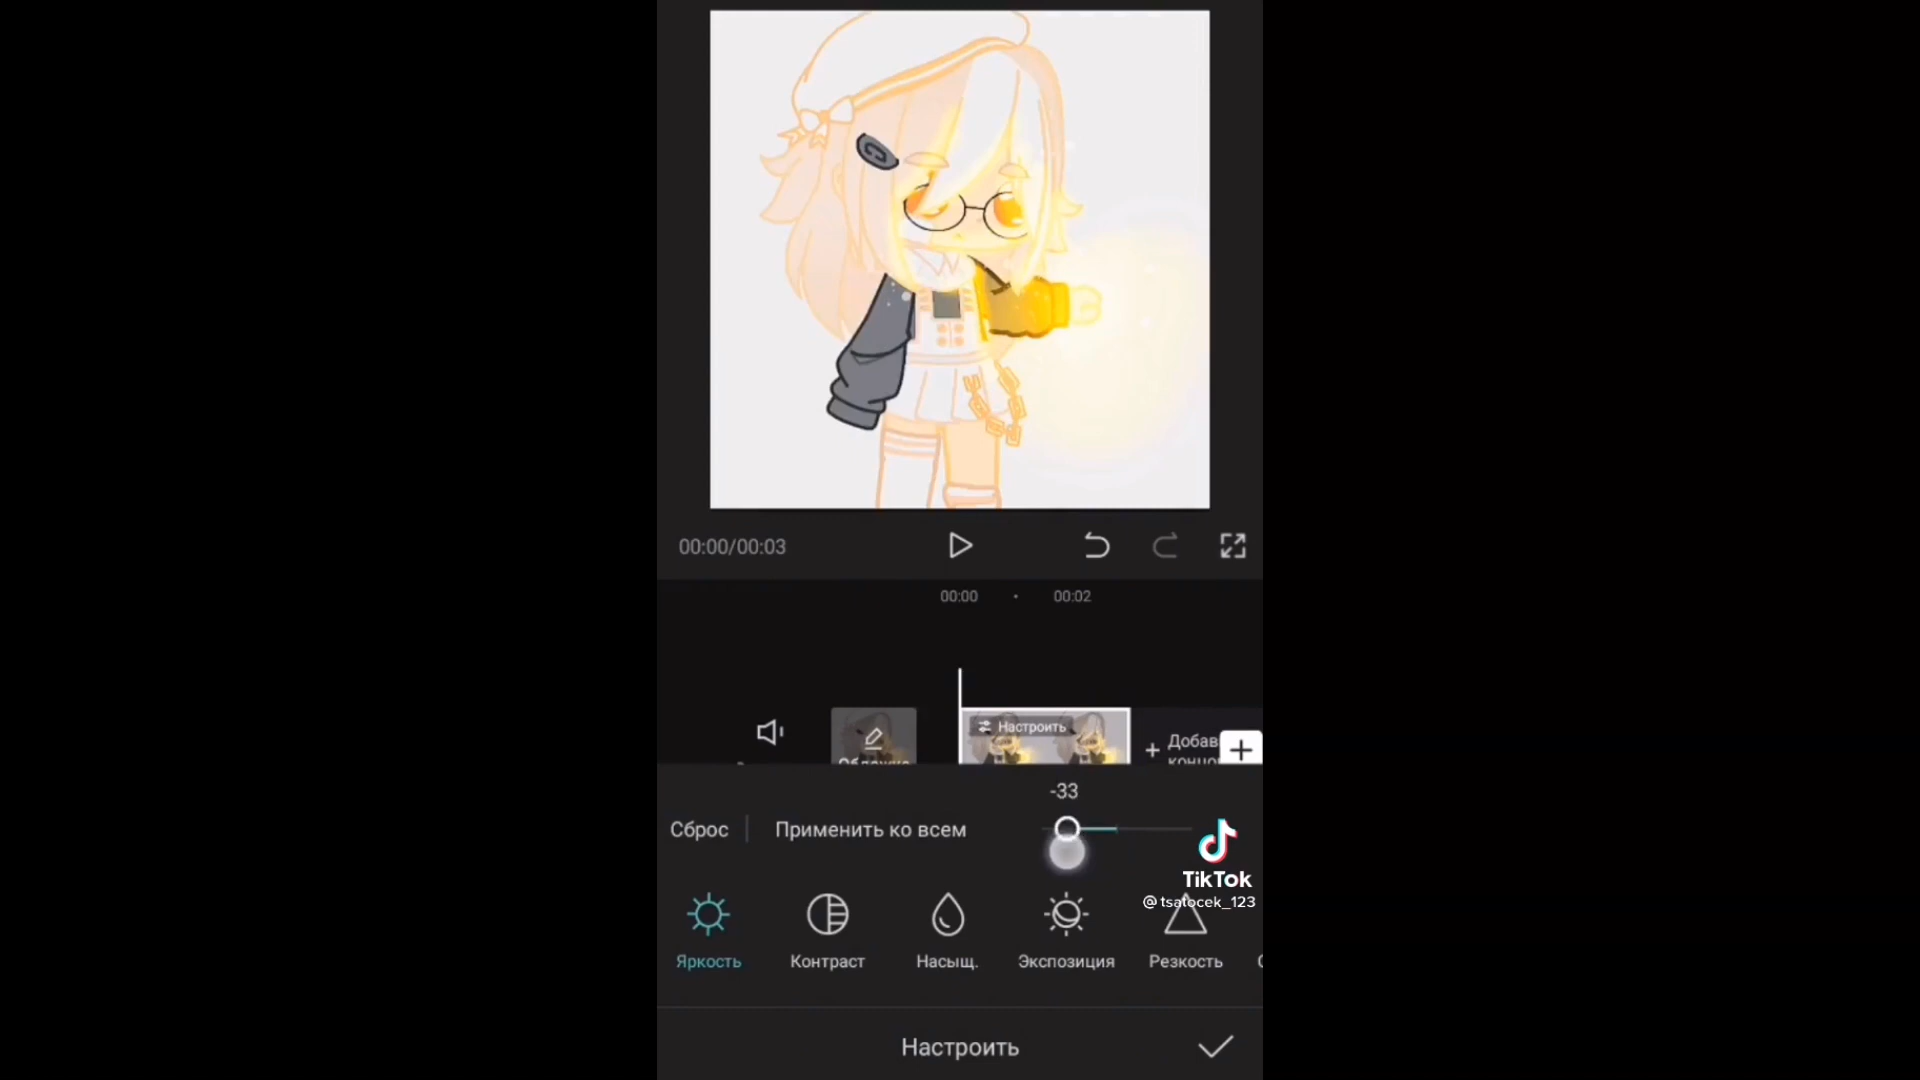 00:00/00:03
00:00
00:02
Настроить
Добав
-33
Сброс
Применить ко всем
TikTok
@tsatocek_123
Яркость
Контраст
Насыщ.
Экспозиция
Резкость
Настроить